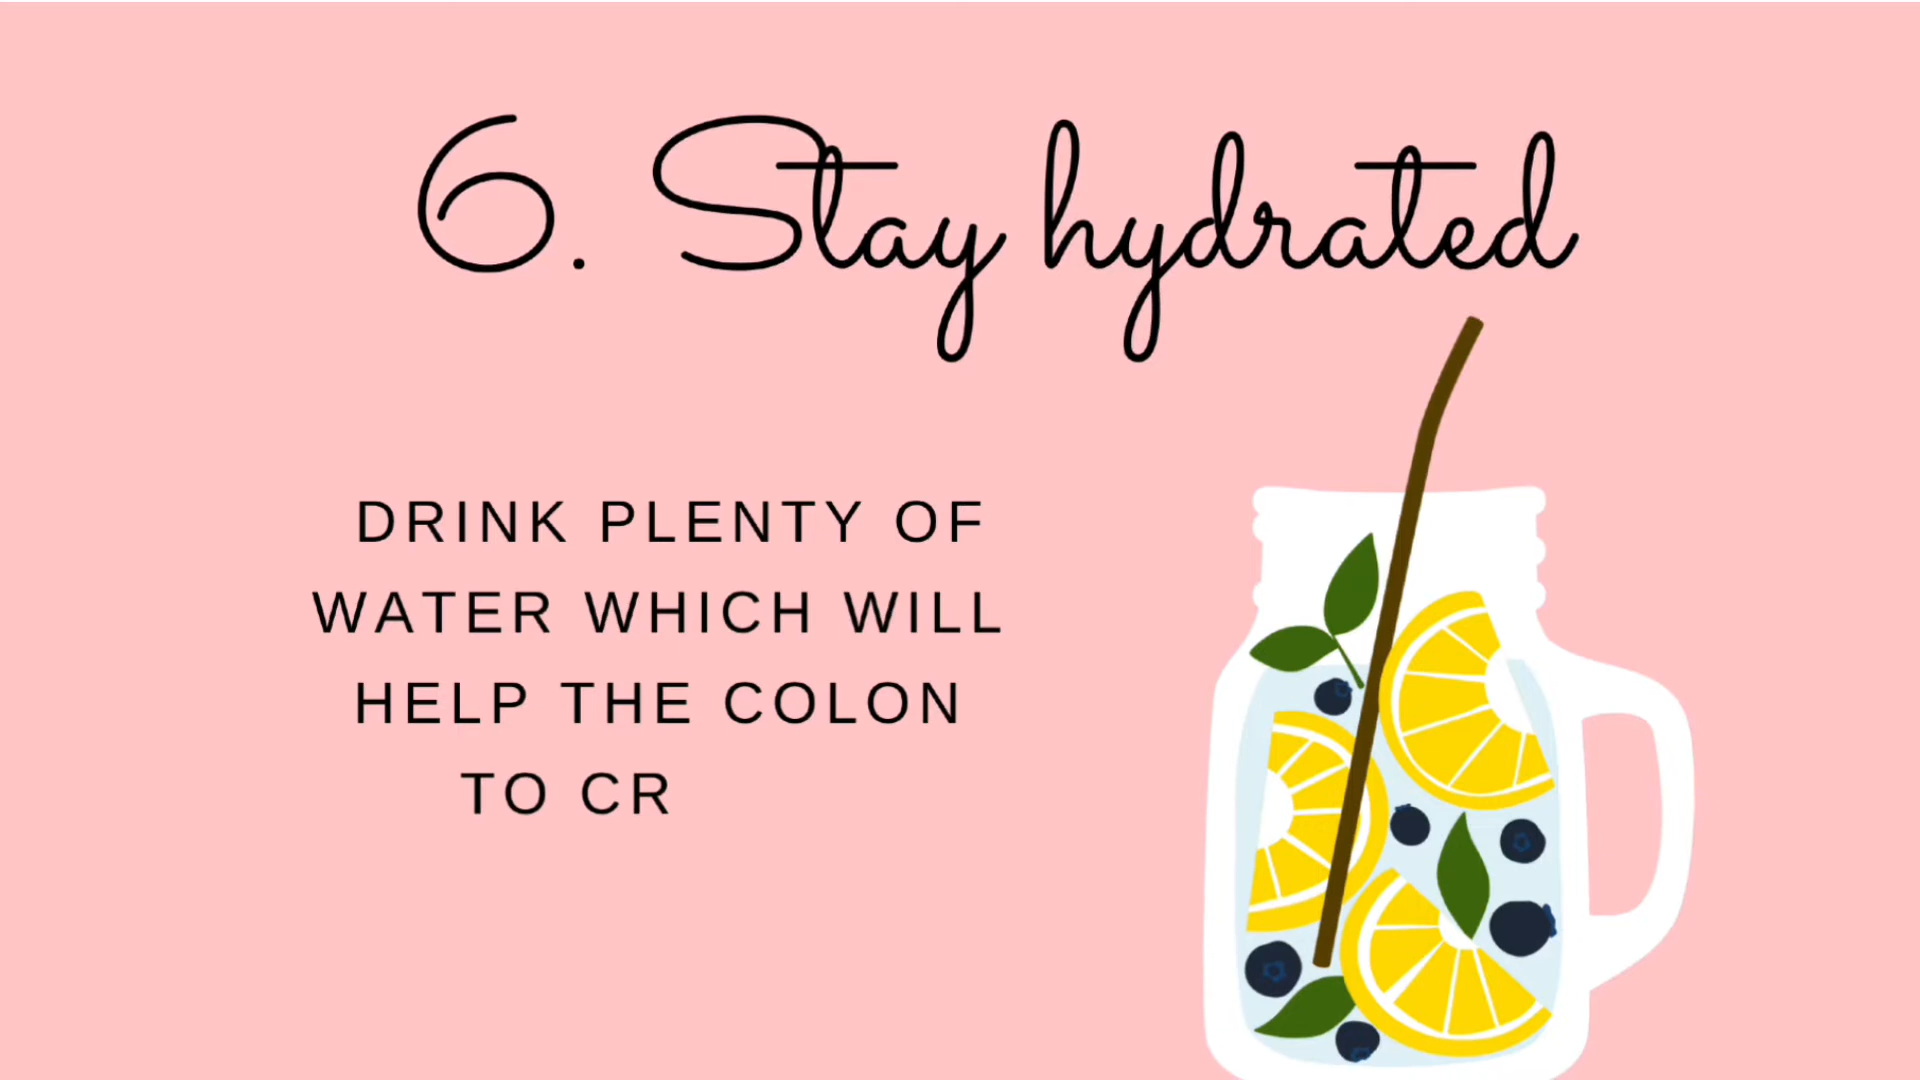 6. Stay hydrated
DRINK PLENTY OF
WATER WHICH WILL
HELP THE COLON
TO CR